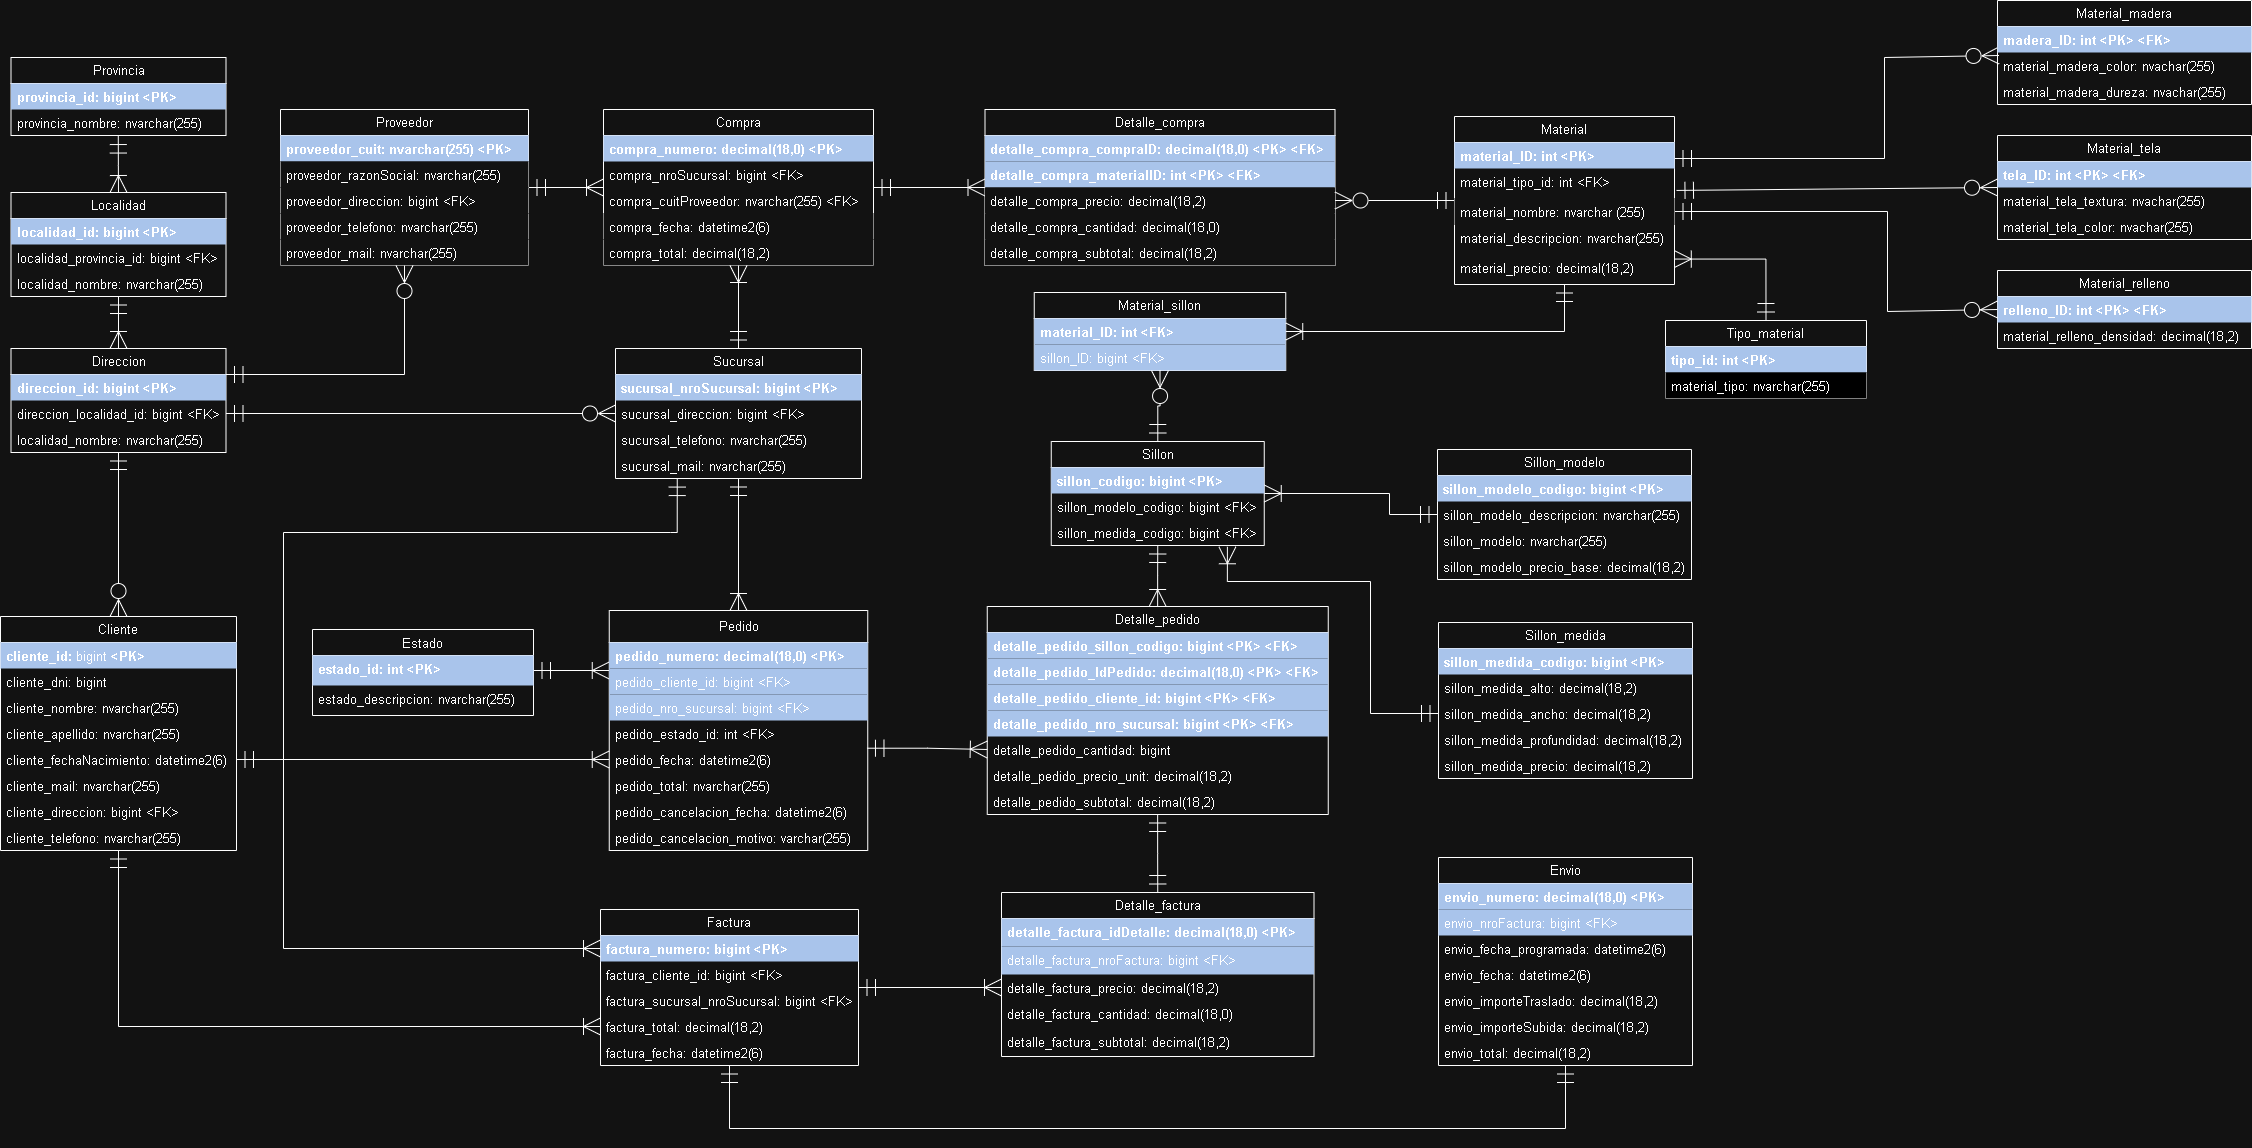 Provincia
provincia_id: bigint <PK>
provincia_nombre: nvarchar(255)
Localidad
localidad_id: bigint <PK>
localidad_provincia_id: bigint <FK>
localidad_nombre: nvarchar(255)
Direccion
direccion_id: bigint <PK>
direccion_localidad_id: bigint <FK>
localidad_nombre: nvarchar(255)
Cliente
cliente_id: bigint <PK>
cliente_dni: bigint
cliente_nombre: nvarchar(255)
cliente_apellido: nvarchar(255)
cliente_fechaNacimiento: datetime2(6)
cliente_mail: nvarchar(255)
cliente_direccion: bigint <FK>
cliente_telefono: nvarchar(255)
Proveedor
proveedor_cuit: nvarchar(255) <PK>
proveedor_razonSocial: nvarchar(255)
proveedor_direccion: bigint <FK>
proveedor_telefono: nvarchar(255)
proveedor_mail: nvarchar(255)
Estado
estado_id: int <PK>
estado_descripcion: nvarchar(255)
Compra
compra_numero: decimal(18,0) <PK>
compra_nroSucursal: bigint <FK>
compra_cuitProveedor: nvarchar(255) <FK>
compra_fecha: datetime2(6)
compra_total: decimal(18,2)
Sucursal
sucursal_nroSucursal: bigint <PK>
sucursal_direccion: bigint <FK>
sucursal_telefono: nvarchar(255)
sucursal_mail: nvarchar(255)
Pedido
pedido_numero: decimal(18,0) <PK>
pedido_cliente_id: bigint <FK>
pedido_nro_sucursal: bigint <FK>
pedido_estado_id: int <FK>
pedido_fecha: datetime2(6)
pedido_total: nvarchar(255)
pedido_cancelacion_fecha: datetime2(6)
pedido_cancelacion_motivo: varchar(255)
Factura
factura_numero: bigint <PK>
factura_cliente_id: bigint <FK>
factura_sucursal_nroSucursal: bigint <FK>
factura_total: decimal(18,2)
factura_fecha: datetime2(6)
Detalle_compra
detalle_compra_compraID: decimal(18,0) <PK> <FK>
detalle_compra_materialID: int <PK> <FK>
detalle_compra_precio: decimal(18,2)
detalle_compra_cantidad: decimal(18,0)
detalle_compra_subtotal: decimal(18,2)
Material_sillon
material_ID: int <FK>
sillon_ID: bigint <FK>
Sillon
sillon_codigo: bigint <PK>
sillon_modelo_codigo: bigint <FK>
sillon_medida_codigo: bigint <FK>
Detalle_pedido
detalle_pedido_sillon_codigo: bigint <PK> <FK>
detalle_pedido_IdPedido: decimal(18,0) <PK> <FK>
detalle_pedido_cliente_id: bigint <PK> <FK>
detalle_pedido_nro_sucursal: bigint <PK> <FK>
detalle_pedido_cantidad: bigint
detalle_pedido_precio_unit: decimal(18,2)
detalle_pedido_subtotal: decimal(18,2)
Detalle_factura
detalle_factura_idDetalle: decimal(18,0) <PK>
detalle_factura_nroFactura: bigint <FK>
detalle_factura_precio: decimal(18,2)
detalle_factura_cantidad: decimal(18,0)
detalle_factura_subtotal: decimal(18,2)
Material
material_ID: int <PK>
material_tipo_id: int <FK>
material_nombre: nvarchar (255)
material_descripcion: nvarchar(255)
material_precio: decimal(18,2)
Tipo_material
tipo_id: int <PK>
material_tipo: nvarchar(255)
Sillon_modelo
sillon_modelo_codigo: bigint <PK>
sillon_modelo_descripcion: nvarchar(255)
sillon_modelo: nvarchar(255)
sillon_modelo_precio_base: decimal(18,2)
Sillon_medida
sillon_medida_codigo: bigint <PK>
sillon_medida_alto: decimal(18,2)
sillon_medida_ancho: decimal(18,2)
sillon_medida_profundidad: decimal(18,2)
sillon_medida_precio: decimal(18,2)
Envio
envio_numero: decimal(18,0) <PK>
envio_nroFactura: bigint <FK>
envio_fecha_programada: datetime2(6)
envio_fecha: datetime2(6)
envio_importeTraslado: decimal(18,2)
envio_importeSubida: decimal(18,2)
envio_total: decimal(18,2)
Material_madera
madera_ID: int <PK> <FK>
material_madera_color: nvachar(255)
material_madera_dureza: nvachar(255)
Material_tela
tela_ID: int <PK> <FK>
material_tela_textura: nvachar(255)
material_tela_color: nvachar(255)
Material_relleno
relleno_ID: int <PK> <FK>
material_relleno_densidad: decimal(18,2)